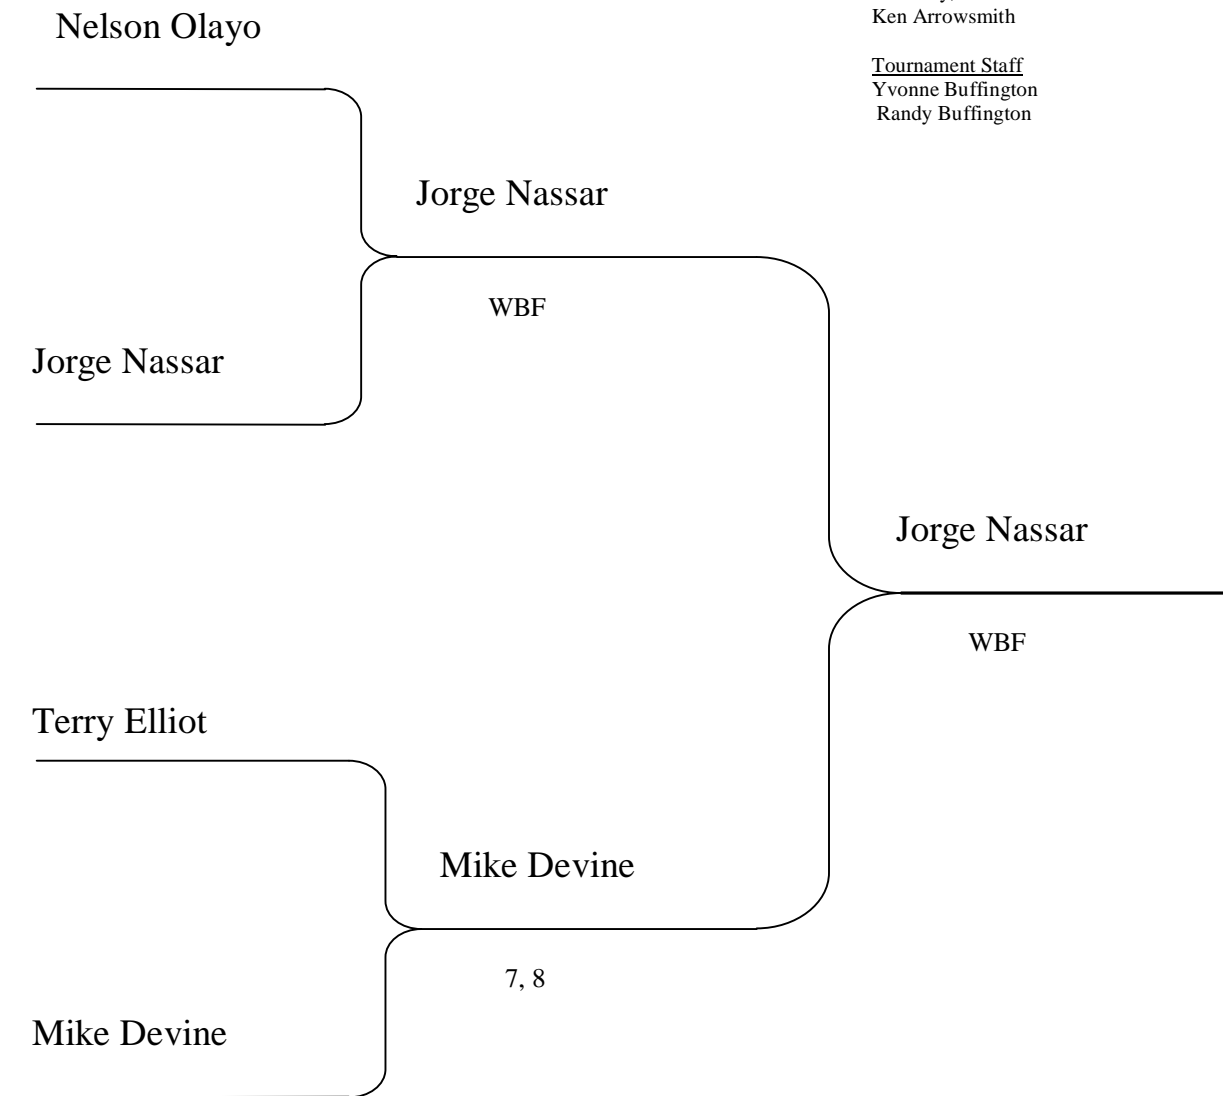 Ken Arrowsmith
Nelson Olayo
Tournament Staff
Yvonne Buffington
Randy Buffington
Jorge Nassar
WBF
Jorge Nassar
Jorge Nassar
WBF
Terry Elliot
Mike Devine
7, 8
Mike Devine